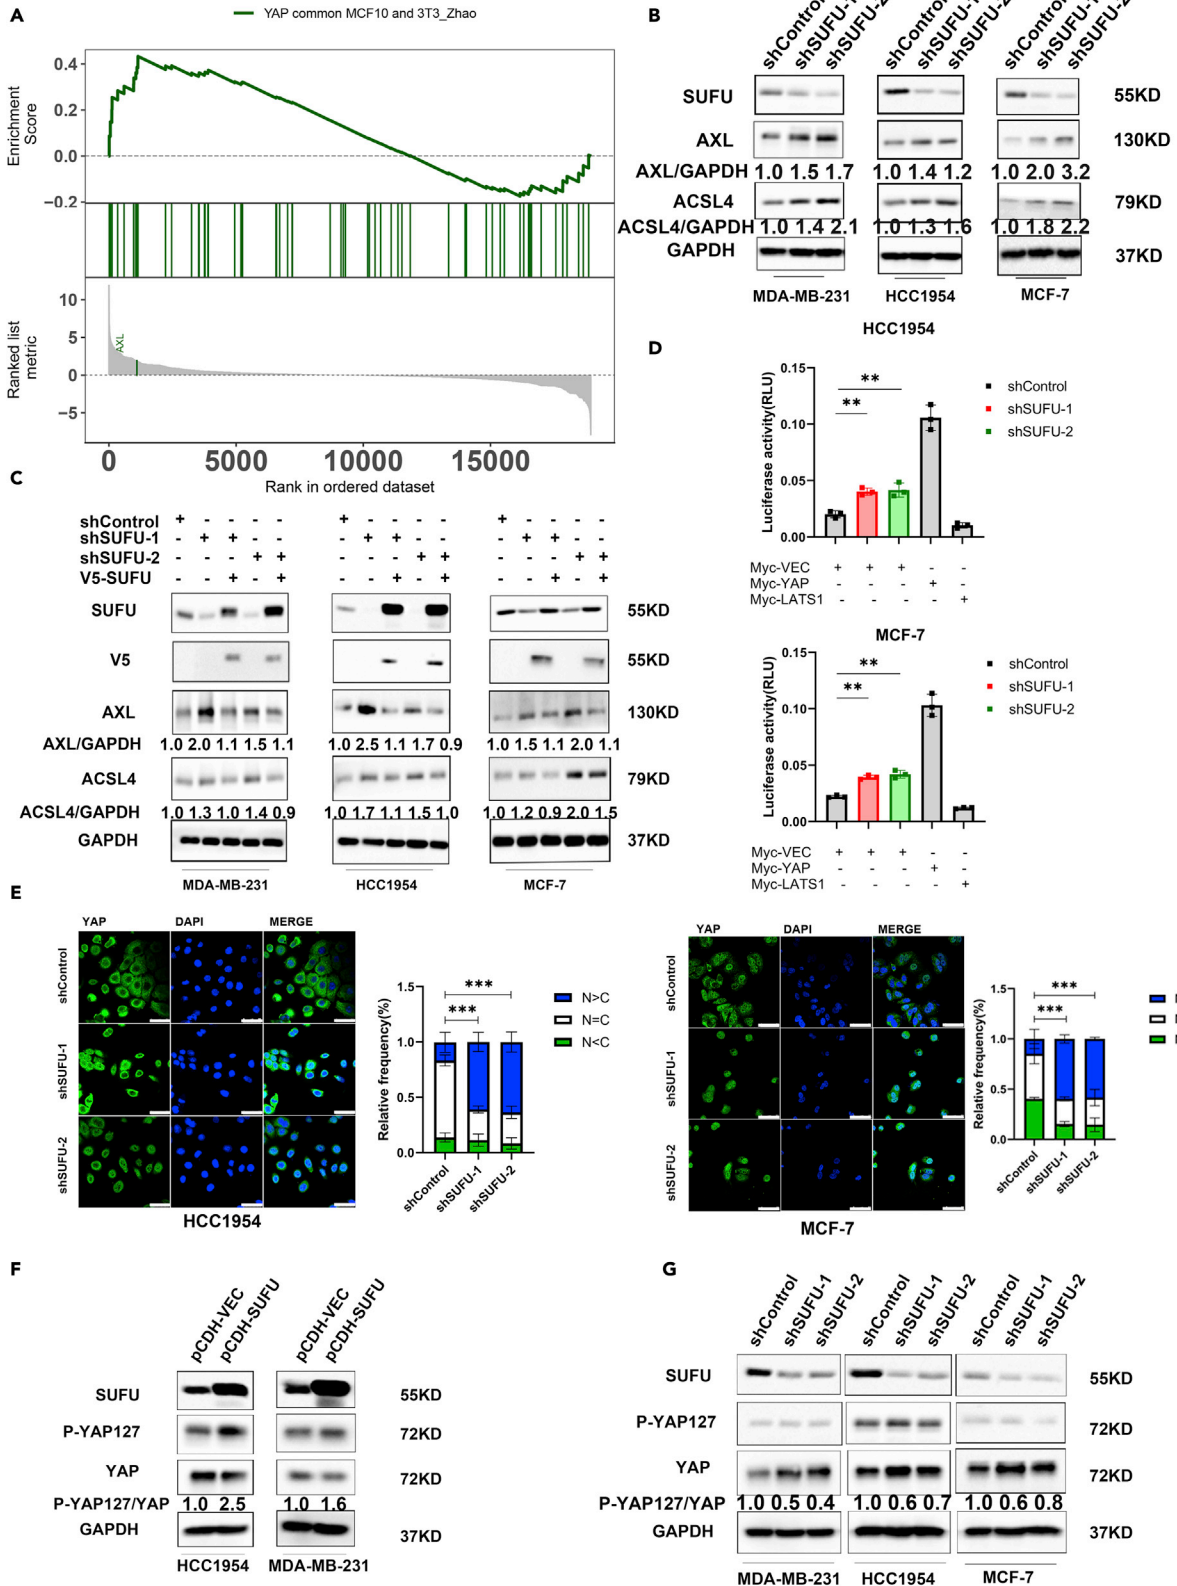 A
YAP common MCF10 and 3T3_Zhao
Enrichment
Score
0.4
0.2
0.0
−0.2
Ranked list
metric
10
5
0
−5
AXL
0 5000 10000 15000
Rank in ordered dataset
B
shControl shSUFU-1 shSUFU-2 shControl shSUFU-1 shSUFU-2 shControl shSUFU-1 shSUFU-2
SUFU 55KD
AXL 130KD
AXL/GAPDH 1.0 1.5 1.7 1.0 1.4 1.2 1.0 2.0 3.2
ACSL4 79KD
ACSL4/GAPDH 1.0 1.4 2.1 1.0 1.3 1.6 1.0 1.8 2.2
GAPDH 37KD
MDA-MB-231 HCC1954 MCF-7
C
shControl + - - - - + - - - - + - - - -
shSUFU-1 - + + - - - + + - - - + + - -
shSUFU-2 - - - + + - - - + + - - - + +
V5-SUFU - - + - + - - + - + - - + - +
SUFU 55KD
V5 55KD
AXL 130KD
AXL/GAPDH 1.0 2.0 1.1 1.5 1.1 1.0 2.5 1.1 1.7 0.9 1.0 1.5 1.1 2.0 1.1
ACSL4 79KD
ACSL4/GAPDH 1.0 1.3 1.0 1.4 0.9 1.0 1.7 1.1 1.5 1.0 1.0 1.2 0.9 2.0 1.5
GAPDH 37KD
MDA-MB-231 HCC1954 MCF-7
D
HCC1954
Luciferase activity(RLU)
0.15
0.10
0.05
0.00
** **
shControl
shSUFU-1
shSUFU-2
Myc-VEC + + + - -
Myc-YAP - - - + -
Myc-LATS1 - - - - +
MCF-7
Luciferase activity(RLU)
0.15
0.10
0.05
0.00
** **
shControl
shSUFU-1
shSUFU-2
Myc-VEC + + + - -
Myc-YAP - - - + -
Myc-LATS1 - - - - +
E
YAP DAPI MERGE
shControl
shSUFU-1
shSUFU-2
HCC1954
Relative frequency(%)
1.5
1.0
0.5
0.0
*** ***
N>C
N=C
N<C
shControl shSUFU-1 shSUFU-2
YAP DAPI MERGE
shControl
shSUFU-1
shSUFU-2
MCF-7
Relative frequency(%)
1.5
1.0
0.5
0.0
*** ***
shControl shSUFU-1 shSUFU-2
F
pCDH-VEC pCDH-SUFU pCDH-VEC pCDH-SUFU
SUFU 55KD
P-YAP127 72KD
YAP 72KD
P-YAP127/YAP 1.0 2.5 1.0 1.6
GAPDH 37KD
HCC1954 MDA-MB-231
G
shControl shSUFU-1 shSUFU-2 shControl shSUFU-1 shSUFU-2 shControl shSUFU-1 shSUFU-2
SUFU 55KD
P-YAP127 72KD
YAP 72KD
P-YAP127/YAP 1.0 0.5 0.4 1.0 0.6 0.7 1.0 0.6 0.8
GAPDH 37KD
MDA-MB-231 HCC1954 MCF-7